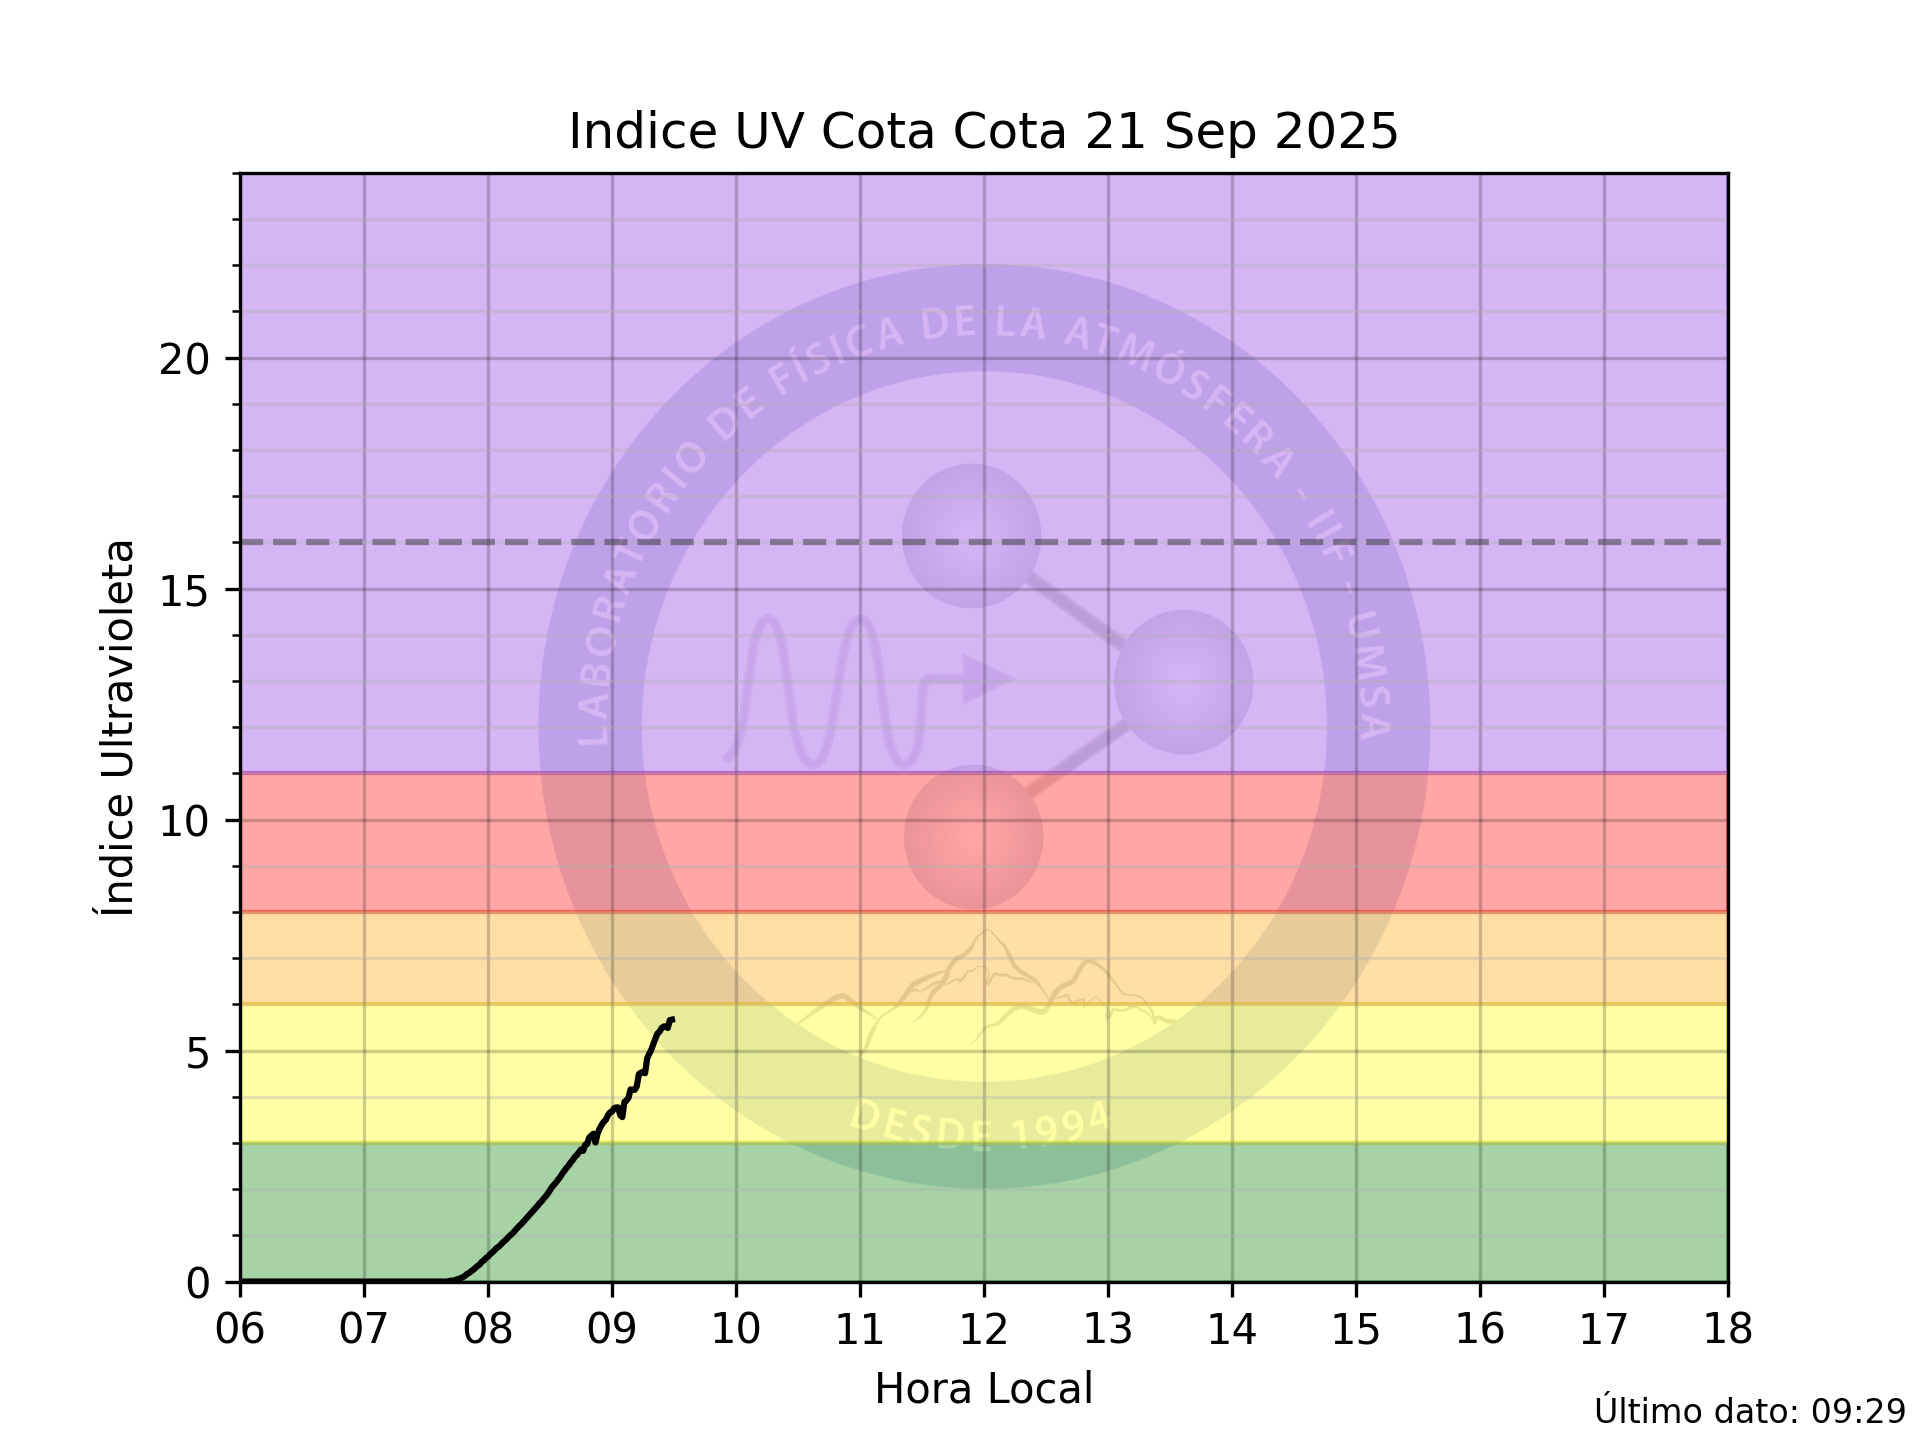 Indice UV Cota Cota 21 Sep 2025
Índice Ultravioleta
20
15
10
5
0
LABORATORIO DE FÍSICA DE LA ATMÓSFERA - IIF - UMSA
DESDE 1994
06 07 08 09 10 11 12 13 14 15 16 17 18
Hora Local
Último dato: 09:29